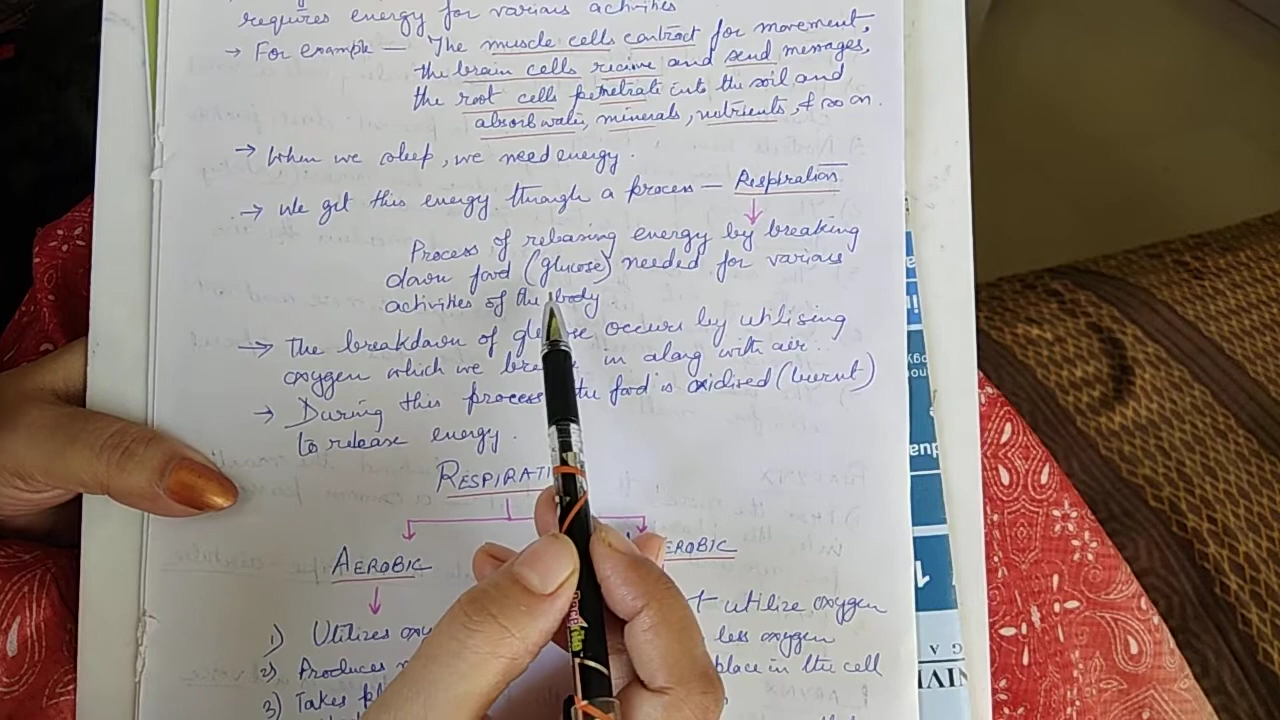 requires energy for various activities
→ For example — The muscle cells contract for movement,
the brain cells recieve and send messages,
the root cells penetrate into the soil and
absorb water, minerals, nutrients, & so on.
→ When we sleep, we need energy.
→ We get this energy through a process — Respiration
Process of releasing energy by breaking
down food (glucose) needed for various
activities of the body.
→ The breakdown of glucose occurs by utilising
oxygen which we in along with air.
→ During this process the food is oxidised (burnt)
to release energy.
RESPIRATI
AEROBIC
EROBIC
1) Utilizes oxy
utilize oxygen
less oxygen
2) Produces
place in the cell
3) Takes pl